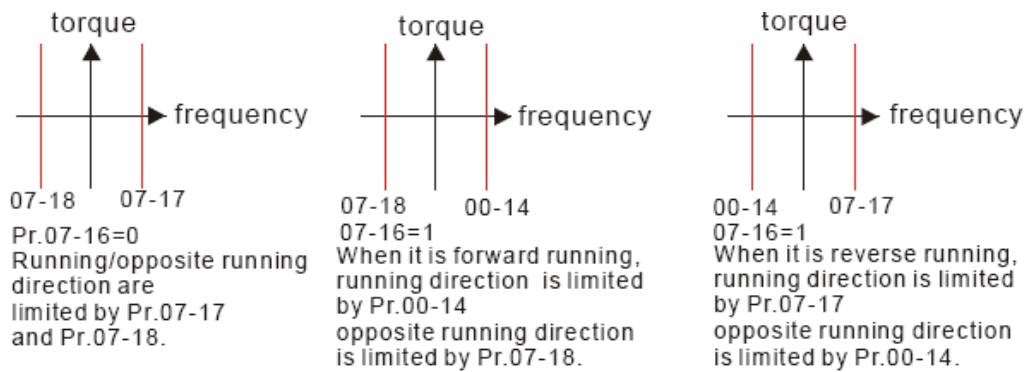 torque
frequency
07-18
07-17
Pr.07-16=0
Running/opposite running
direction are
limited by Pr.07-17
and Pr.07-18.
torque
frequency
07-18
00-14
07-16=1
When it is forward running,
running direction is limited
by Pr.00-14
opposite running direction
is limited by Pr.07-18.
torque
frequency
00-14
07-17
07-16=1
When it is reverse running,
running direction is limited
by Pr.07-17
opposite running direction
is limited by Pr.00-14.